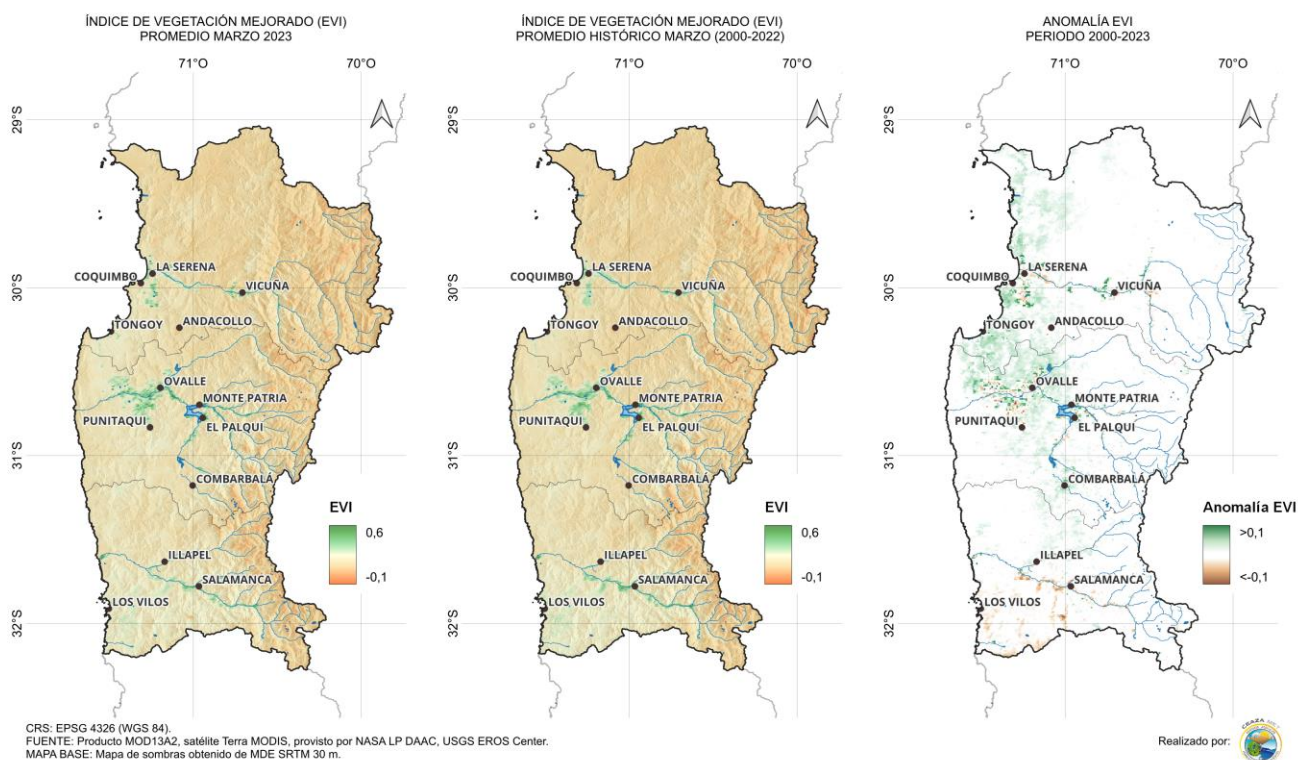 ÍNDICE DE VEGETACIÓN MEJORADO (EVI)
PROMEDIO MARZO 2023
71°O
70°O
29°S
30°S
31°S
32°S
LA SERENA
COQUIMBO
VICUÑA
TONGOY
ANDACOLLO
OVALLE
MONTE PATRIA
PUNITAQUI
EL PALQUI
COMBARBALÁ
ILLAPEL
SALAMANCA
LOS VILOS
EVI
0,6
-0,1
ÍNDICE DE VEGETACIÓN MEJORADO (EVI)
PROMEDIO HISTÓRICO MARZO (2000-2022)
71°O
70°O
29°S
30°S
31°S
32°S
LA SERENA
COQUIMBO
VICUÑA
TONGOY
ANDACOLLO
OVALLE
MONTE PATRIA
PUNITAQUI
EL PALQUI
COMBARBALÁ
ILLAPEL
SALAMANCA
LOS VILOS
EVI
0,6
-0,1
ANOMALÍA EVI
PERIODO 2000-2023
71°O
70°O
29°S
30°S
31°S
32°S
LA SERENA
COQUIMBO
VICUÑA
TONGOY
ANDACOLLO
OVALLE
MONTE PATRIA
PUNITAQUI
EL PALQUI
COMBARBALÁ
ILLAPEL
SALAMANCA
LOS VILOS
Anomalía EVI
>0,1
<-0,1
CRS: EPSG 4326 (WGS 84).
FUENTE: Producto MOD13A2, satélite Terra MODIS, provisto por NASA LP DAAC, USGS EROS Center.
MAPA BASE: Mapa de sombras obtenido de MDE SRTM 30 m.
Realizado por: